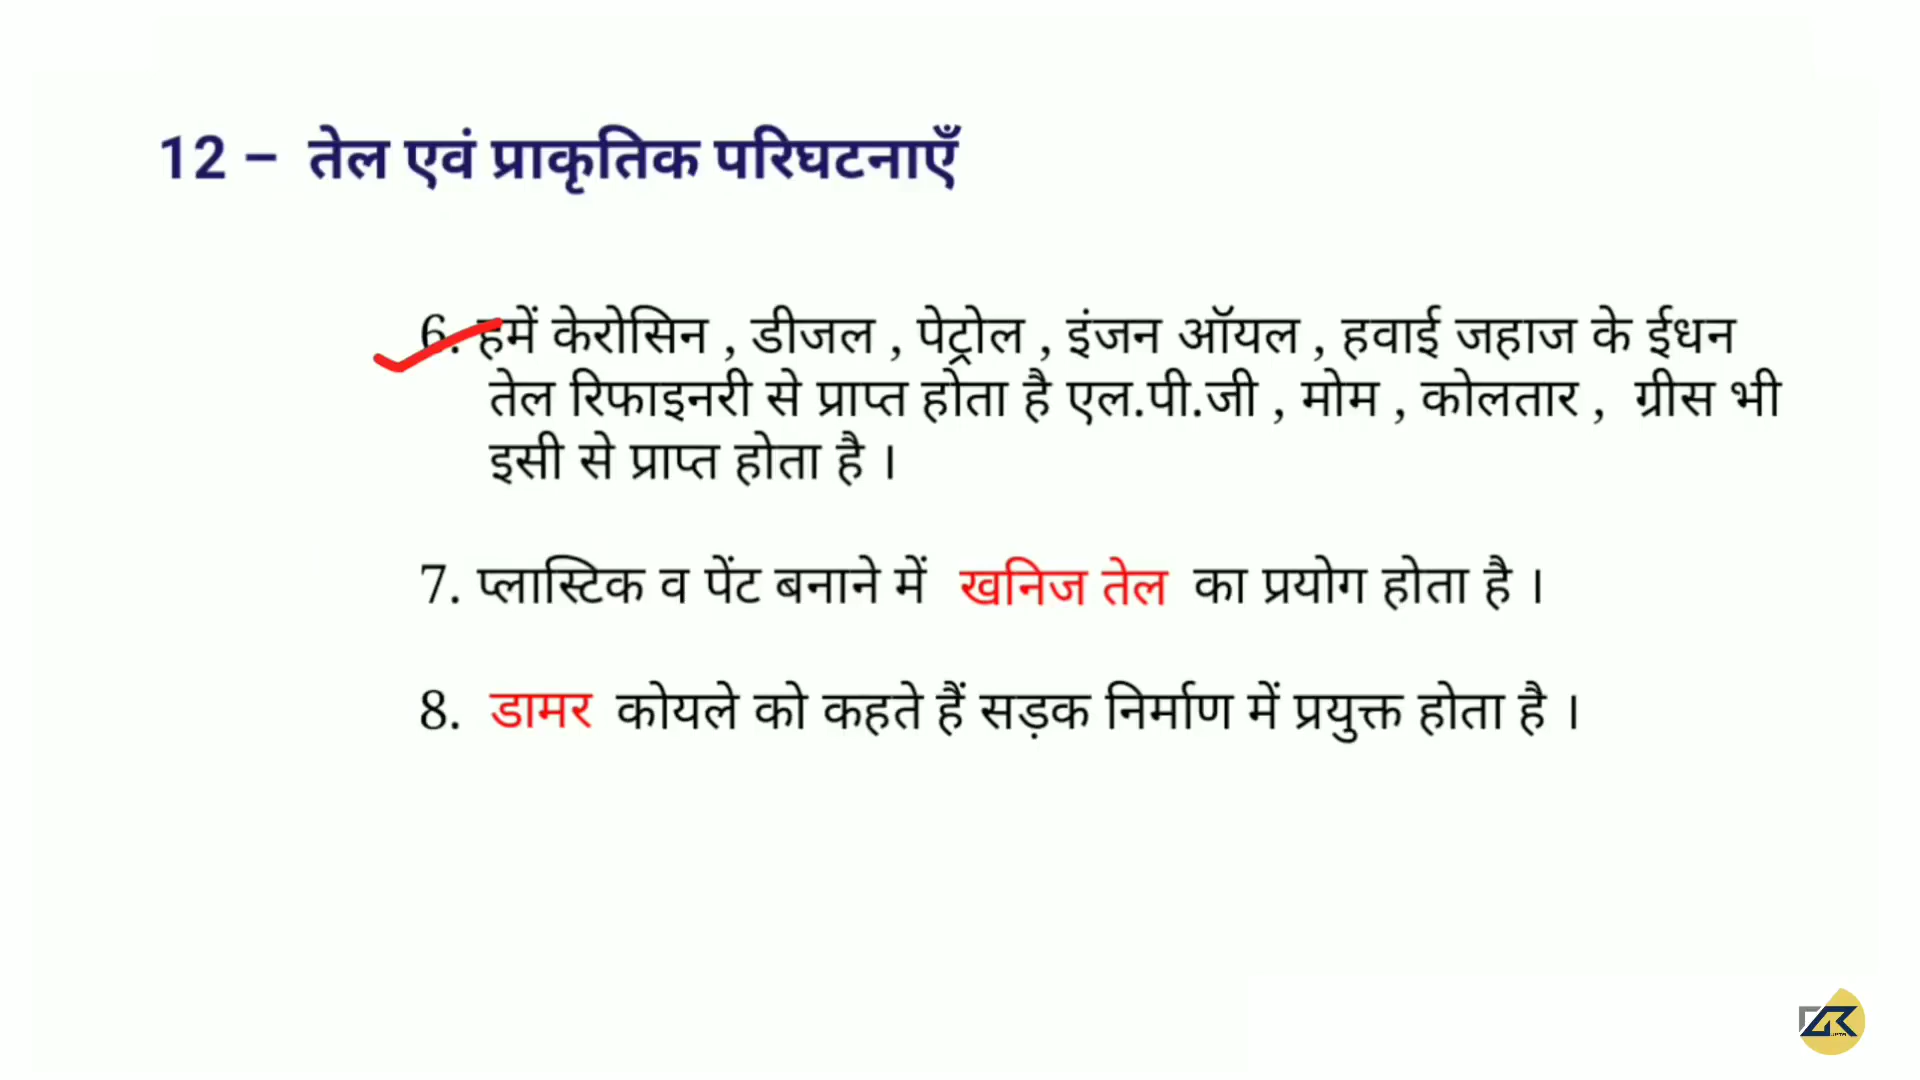 12 – तेल एवं प्राकृतिक परिघटनाएँ
6. हमें केरोसिन , डीजल , पेट्रोल , इंजन ऑयल , हवाई जहाज के ईधन
तेल रिफाइनरी से प्राप्त होता है एल.पी.जी , मोम , कोलतार , ग्रीस भी
इसी से प्राप्त होता है ।
7. प्लास्टिक व पेंट बनाने में खनिज तेल का प्रयोग होता है ।
8. डामर कोयले को कहते हैं सड़क निर्माण में प्रयुक्त होता है ।